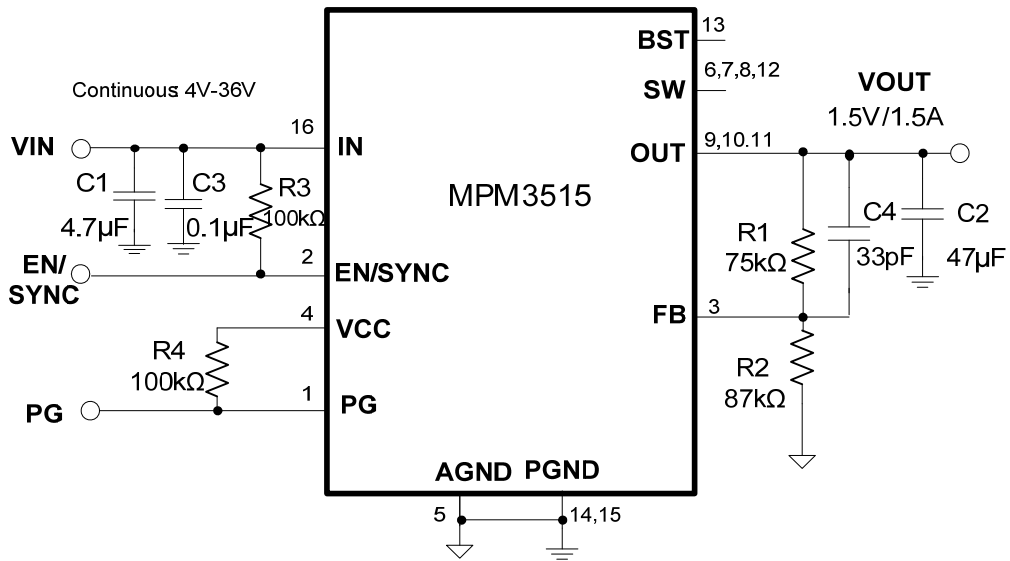 Continuous: 4V-36V
VIN
16
IN
C1
4.7µF
C3
0.1µF
R3
100kΩ
EN/
SYNC
2
EN/SYNC
4
VCC
R4
100kΩ
PG
1
PG
MPM3515
AGND
PGND
5
14,15
BST
13
SW
6,7,8,12
OUT
9,10.11
VOUT
1.5V/1.5A
R1
75kΩ
C4
33pF
C2
47µF
FB
3
R2
87kΩ